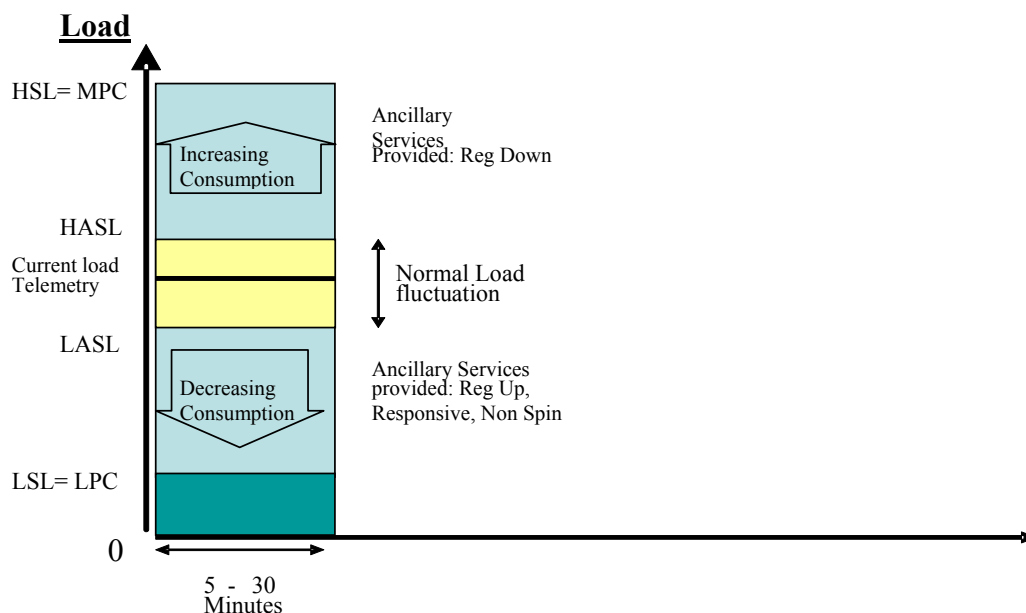 Load
HSL= MPC
Ancillary
Services
Provided: Reg Down
Increasing
Consumption
HASL
Current load
Telemetry
Normal Load
fluctuation
LASL
Ancillary Services
provided: Reg Up,
Responsive, Non Spin
Decreasing
Consumption
LSL= LPC
0
5 - 30
Minutes